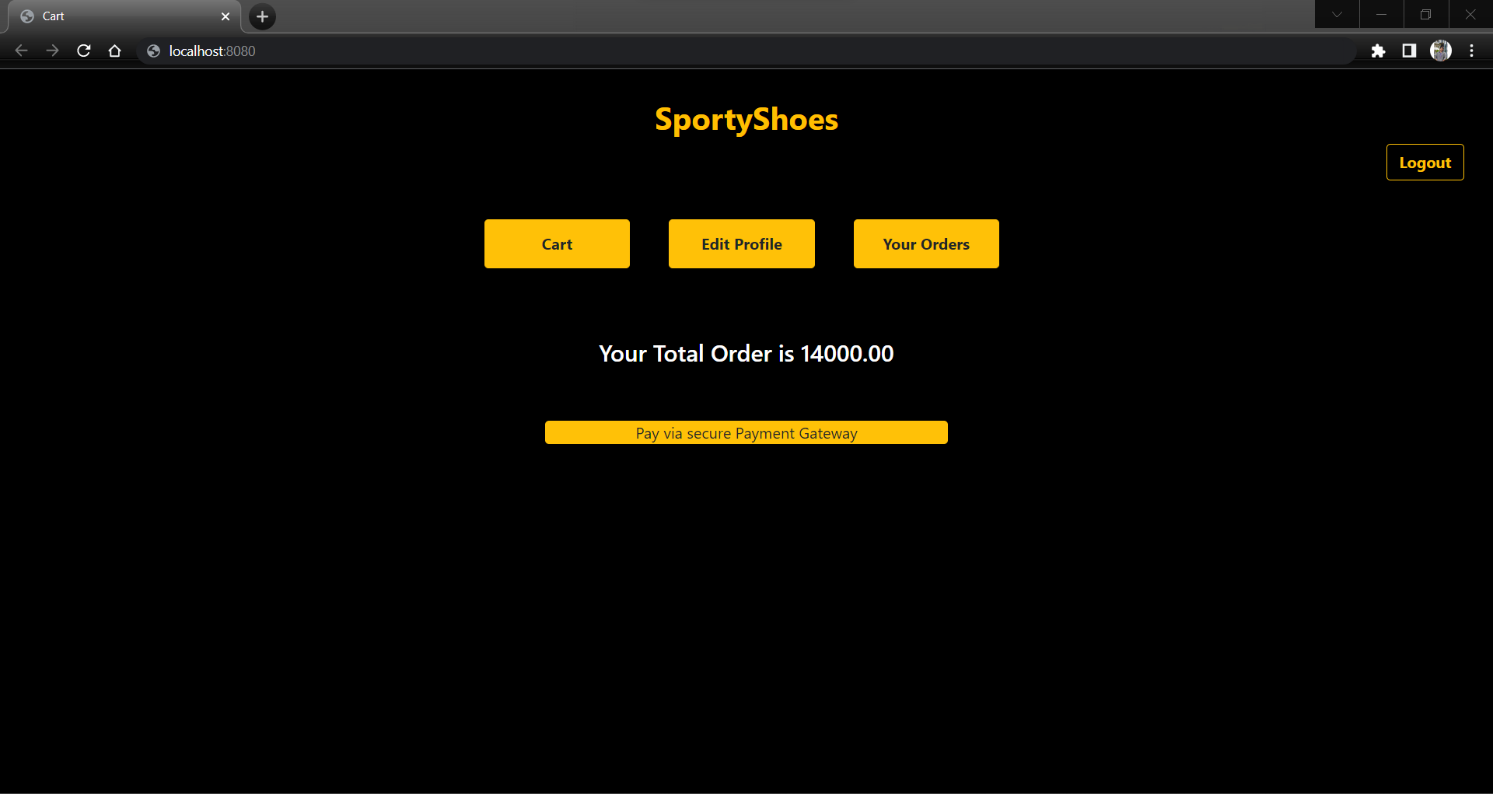 Cart
localhost:8080
SportyShoes
Logout
Cart Edit Profile Your Orders
Your Total Order is 14000.00
Pay via secure Payment Gateway